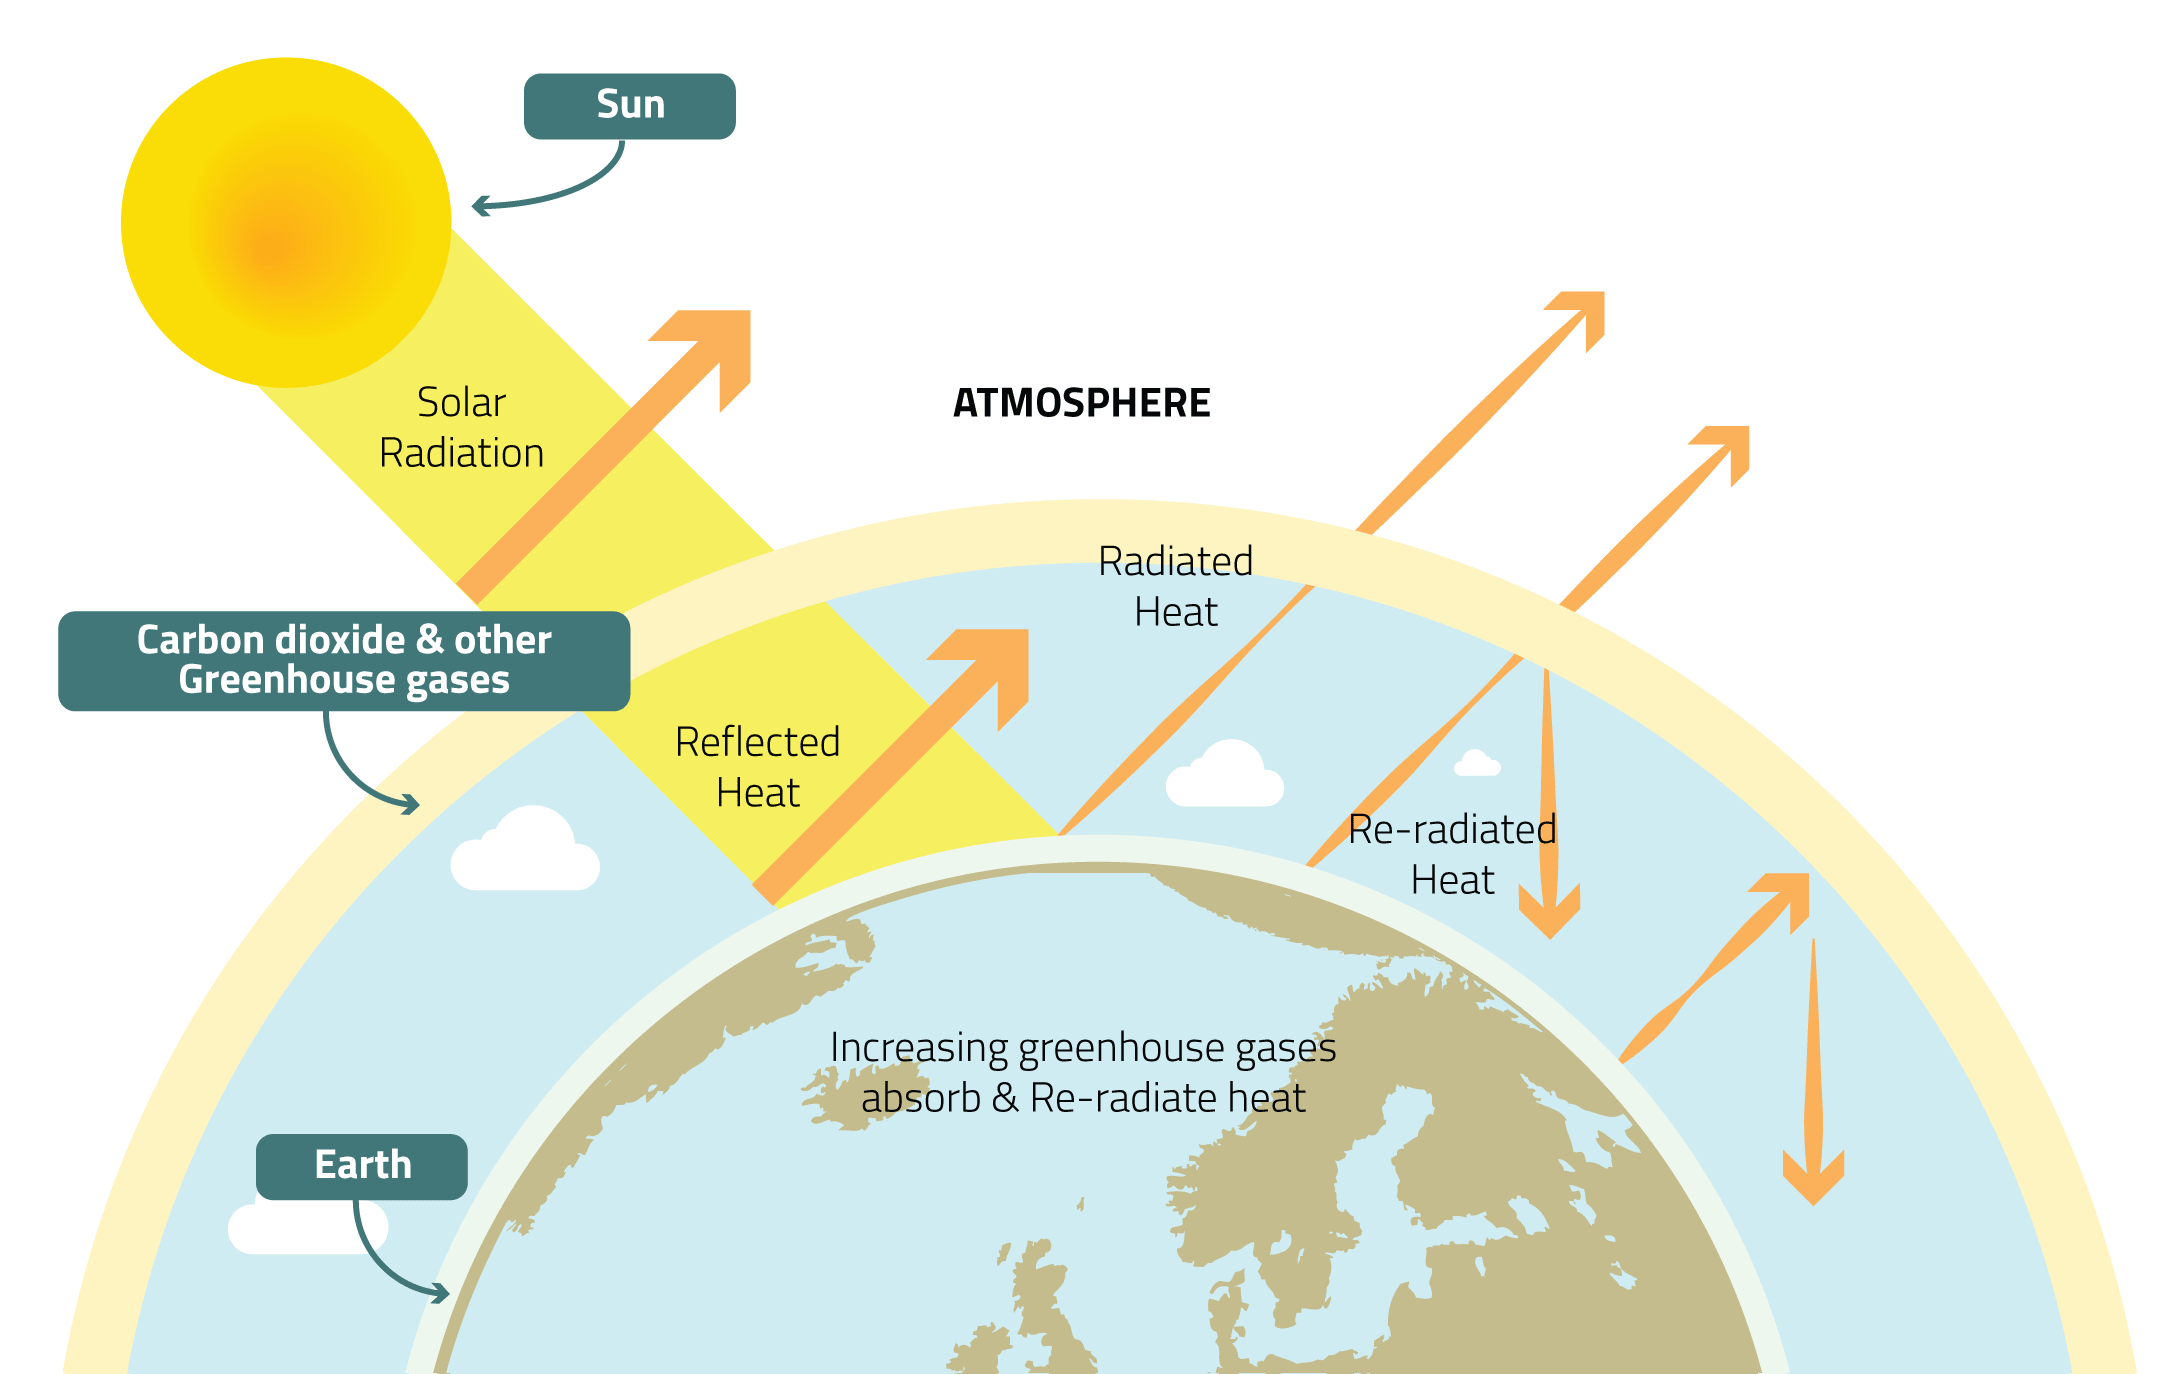 Sun
Solar
Radiation
ATMOSPHERE
Radiated
Heat
Carbon dioxide & other
Greenhouse gases
Reflected
Heat
Re-radiated
Heat
Increasing greenhouse gases
absorb & Re-radiate heat
Earth